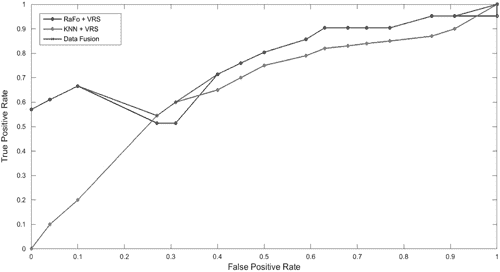 RaFo + VRS
KNN + VRS
Data Fusion
True Positive Rate
1
0.9
0.8
0.7
0.6
0.5
0.4
0.3
0.2
0.1
0
0 0.1 0.2 0.3 0.4 0.5 0.6 0.7 0.8 0.9 1
False Positive Rate